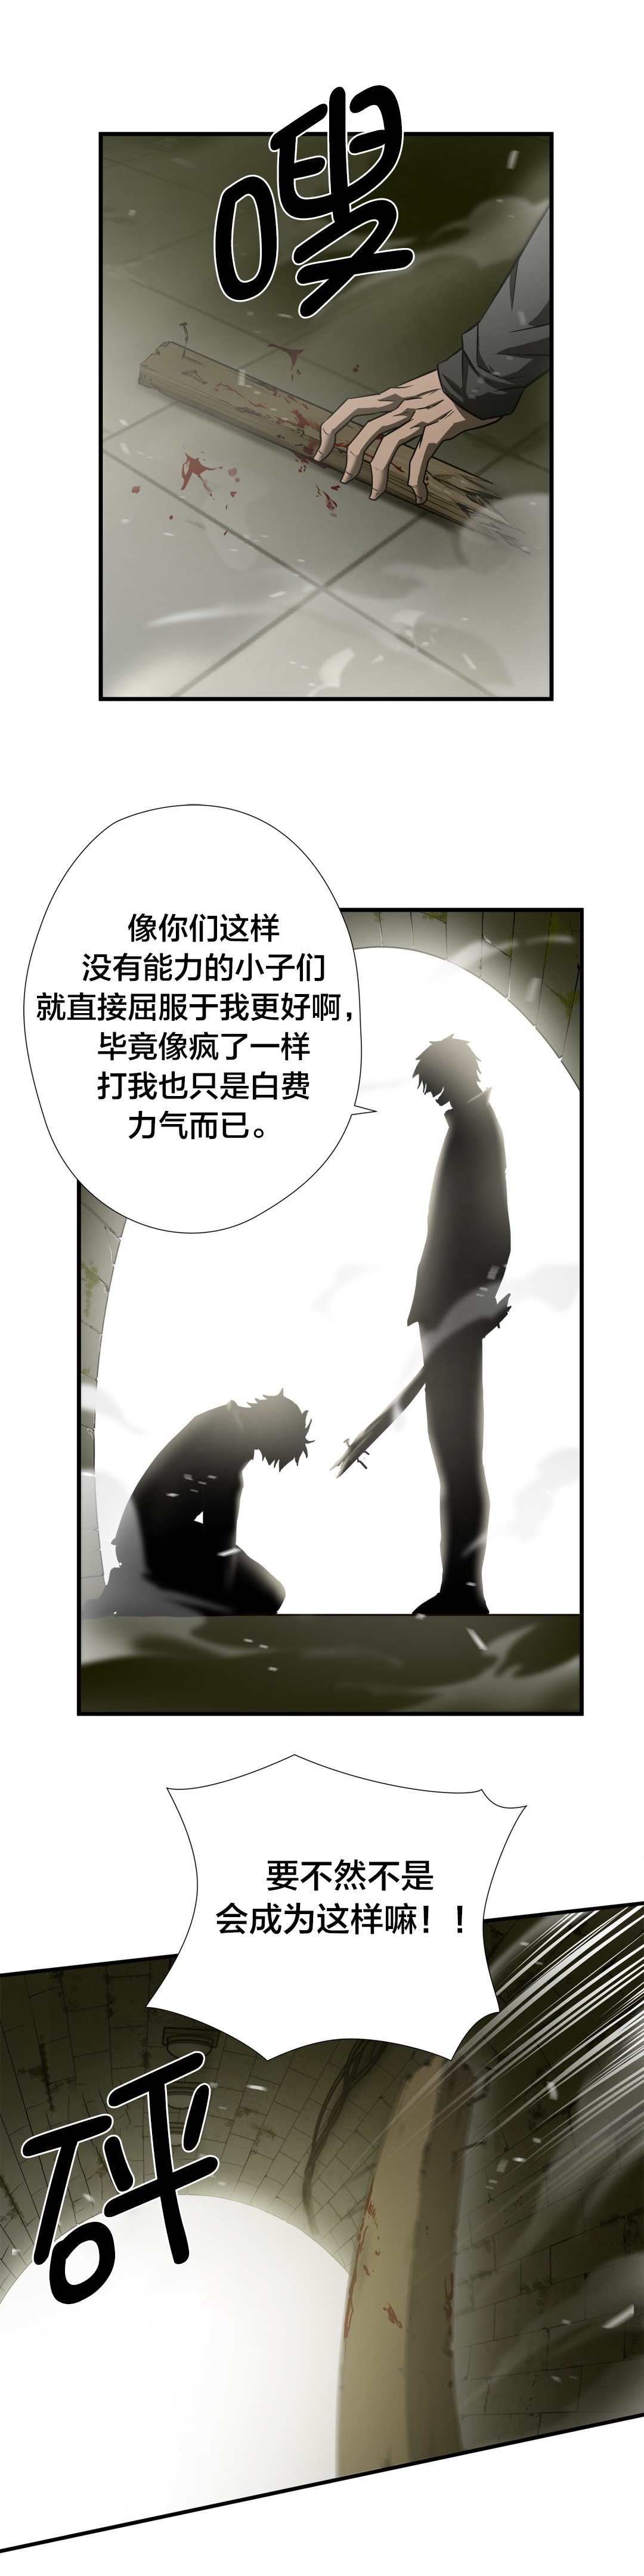 嗖
像你们这样
没有能力的小子们
就直接屈服于我更好啊，
毕竟像疯了一样
打我也只是白费
力气而已。
要不然不是
会成为这样嘛！！
砰